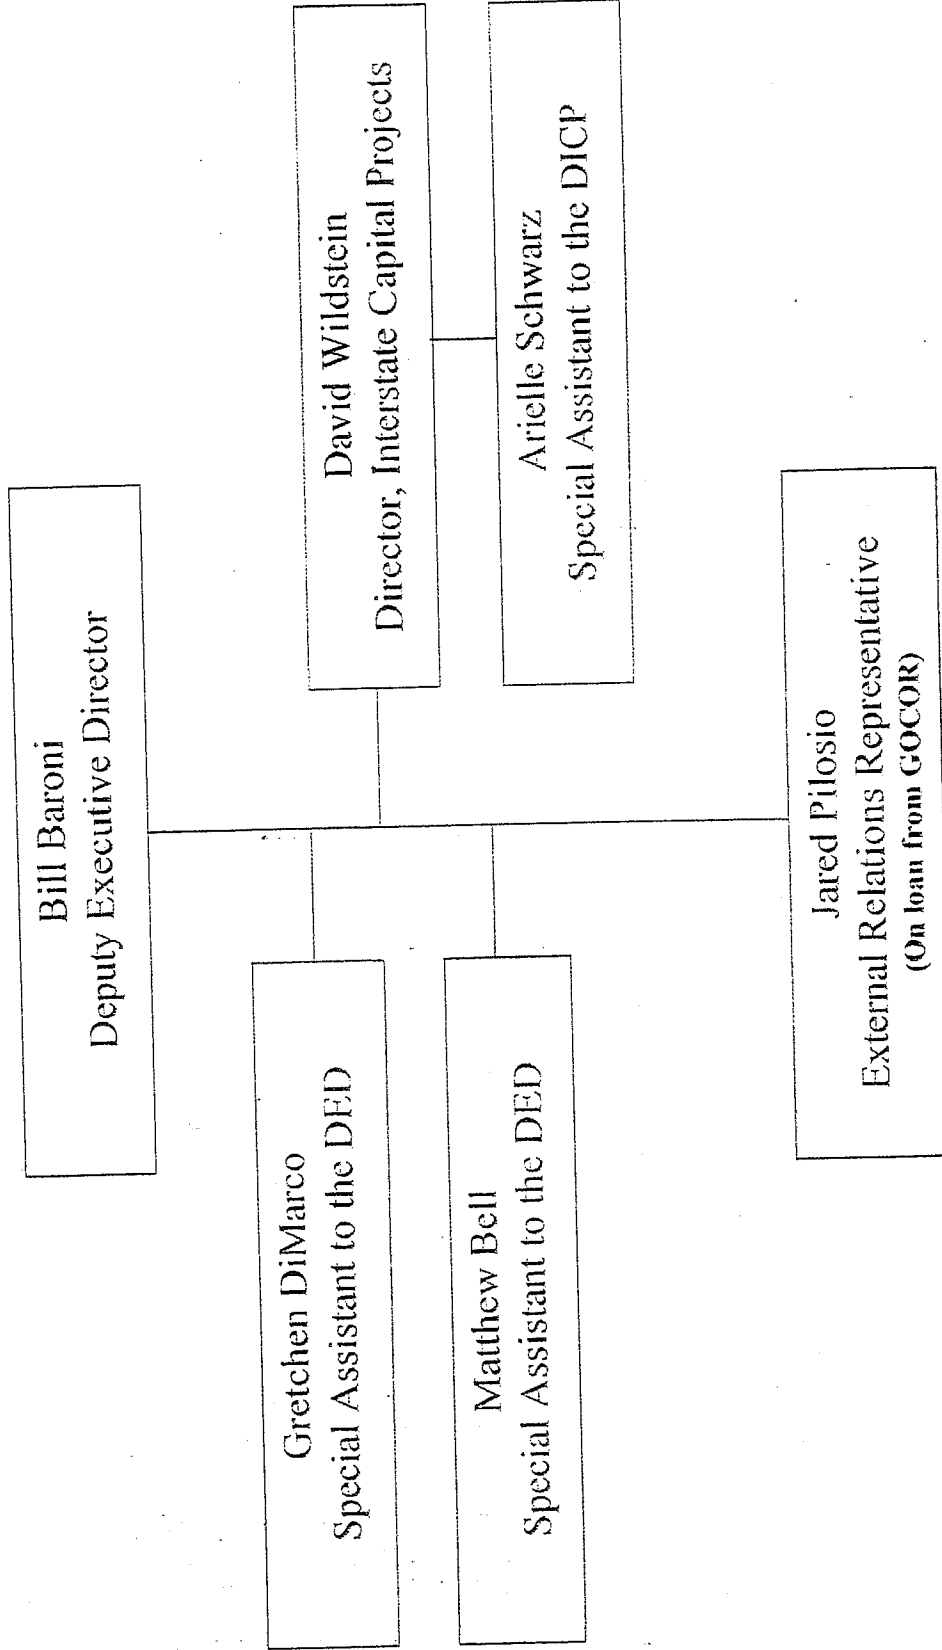 Bill Baroni
Deputy Executive Director
Gretchen DiMarco
Special Assistant to the DED
David Wildstein
Director, Interstate Capital Projects
Matthew Bell
Special Assistant to the DED
Arielle Schwarz
Special Assistant to the DICP
Jared Pilosio
External Relations Representative
(On loan from GOCOR)